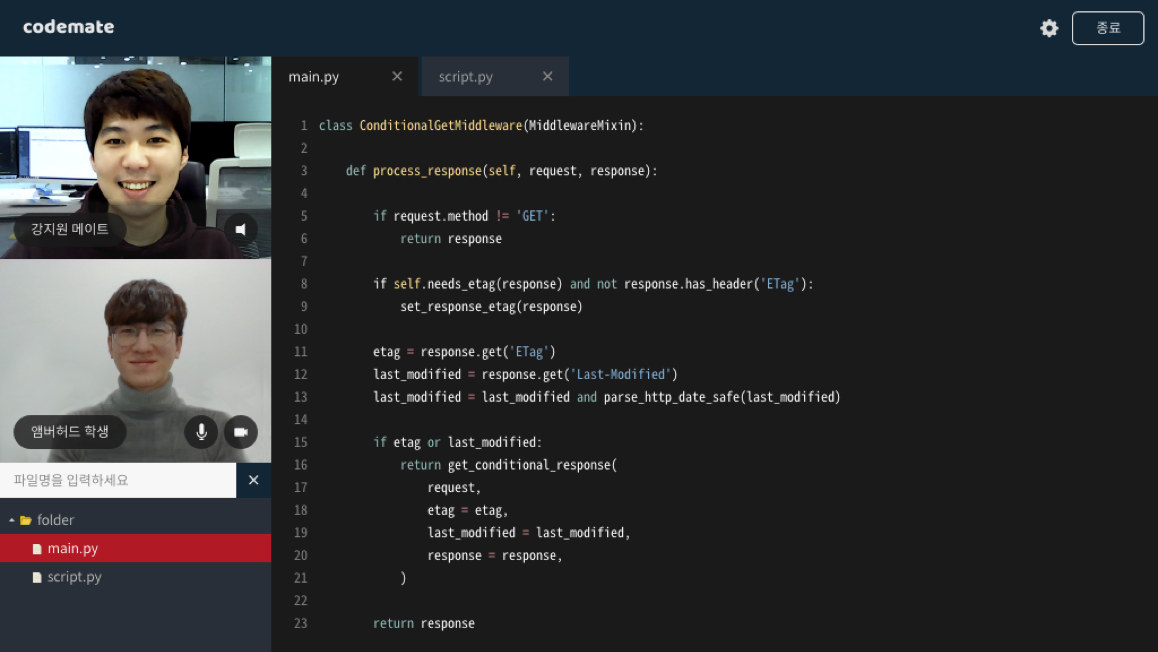 codemate
종료
main.py
script.py
강지원 메이트
앰버허드 학생
파일명을 입력하세요
folder
main.py
script.py
1 class ConditionalGetMiddleware(MiddlewareMixin):
2
3 def process_response(self, request, response):
4
5 if request.method != 'GET':
6 return response
7
8 if self.needs_etag(response) and not response.has_header('ETag'):
9 set_response_etag(response)
10
11 etag = response.get('ETag')
12 last_modified = response.get('Last-Modified')
13 last_modified = last_modified and parse_http_date_safe(last_modified)
14
15 if etag or last_modified:
16 return get_conditional_response(
17 request,
18 etag = etag,
19 last_modified = last_modified,
20 response = response,
21 )
22
23 return response